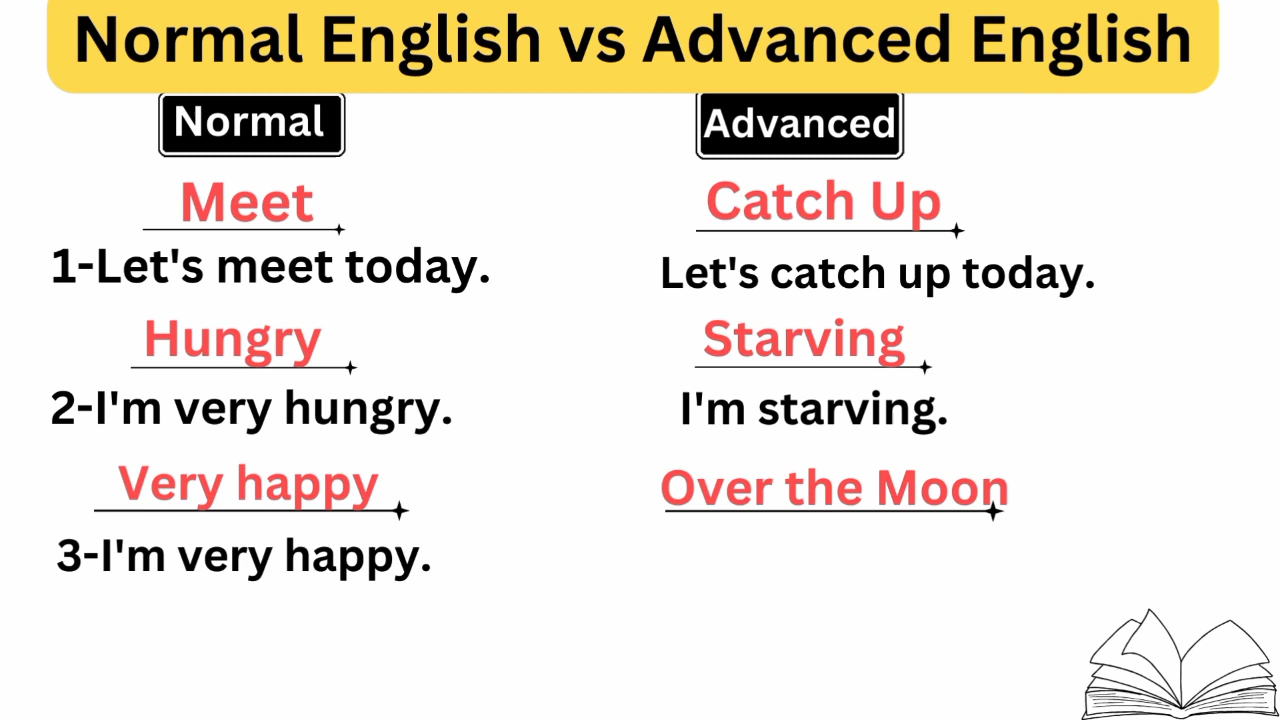 Normal English vs Advanced English
Normal
Advanced
Meet
Catch Up
1-Let's meet today.
Let's catch up today.
Hungry
Starving
2-I'm very hungry.
I'm starving.
Very happy
Over the Moon
3-I'm very happy.